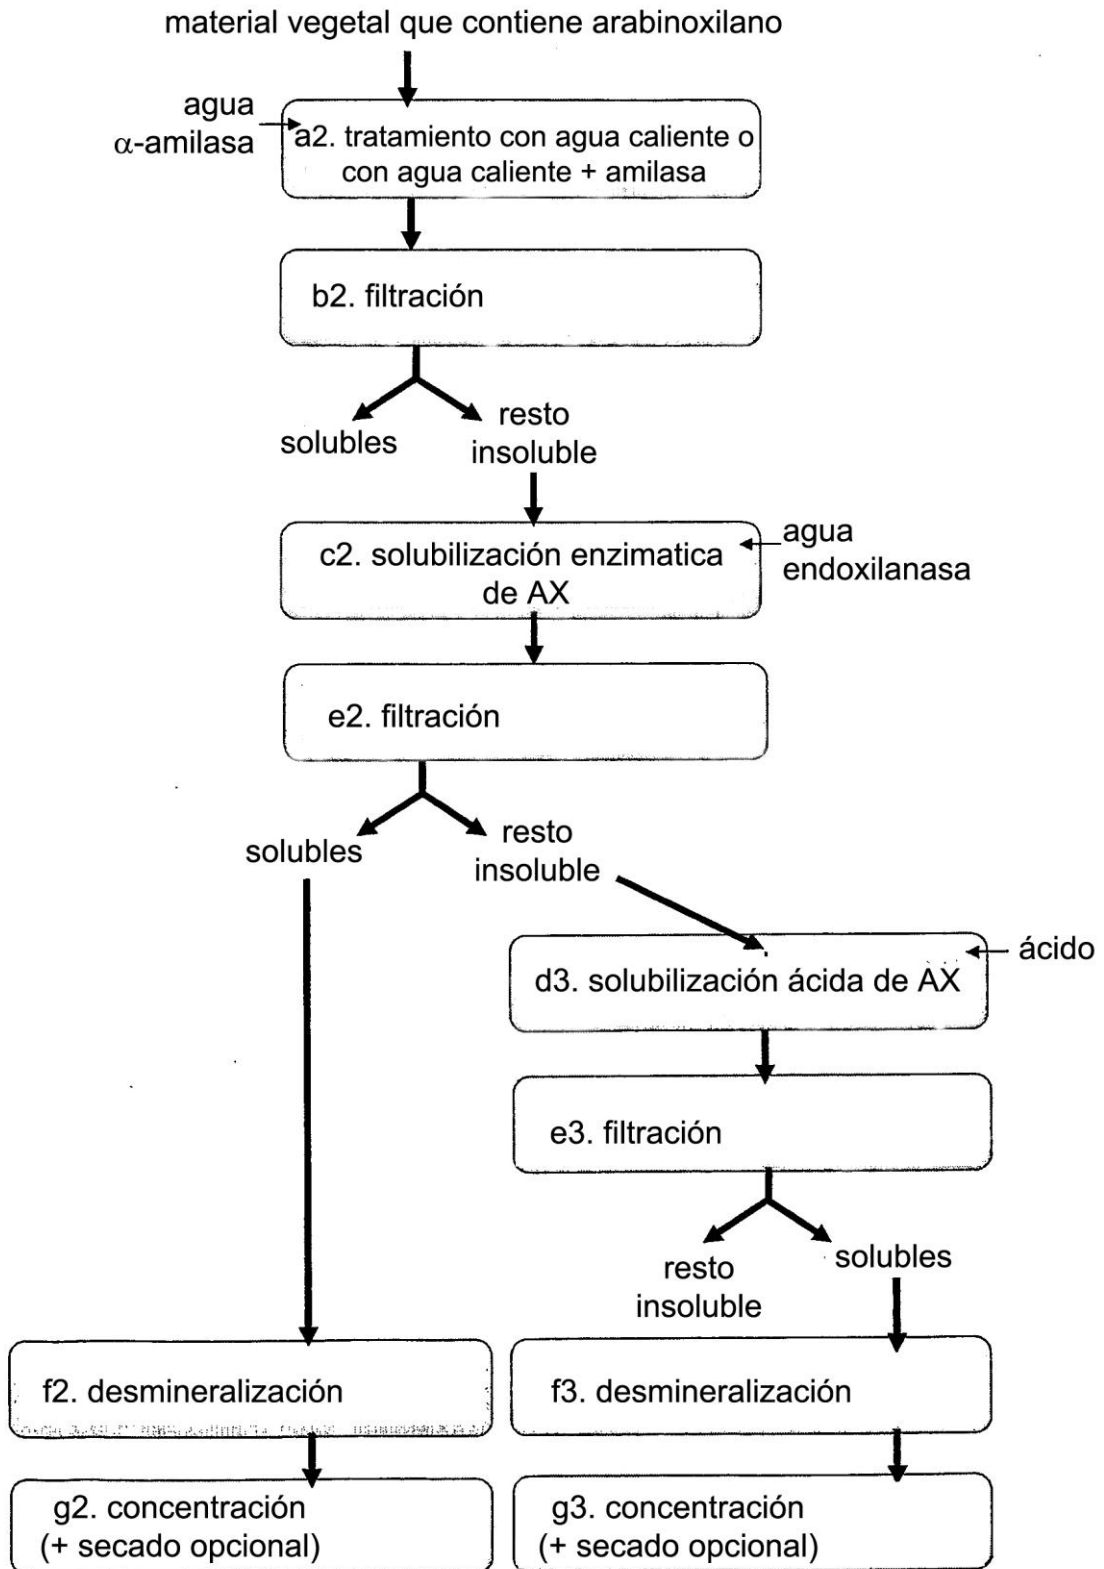 material vegetal que contiene arabinoxilano
agua
α-amilasa
a2. tratamiento con agua caliente o
con agua caliente + amilasa
b2. filtración
solubles
resto
insoluble
c2. solubilización enzimatica
de AX
agua
endoxilanasa
e2. filtración
solubles
resto
insoluble
ácido
d3. solubilización ácida de AX
e3. filtración
resto
insoluble
solubles
f2. desmineralización
f3. desmineralización
g2. concentración
(+ secado opcional)
g3. concentración
(+ secado opcional)